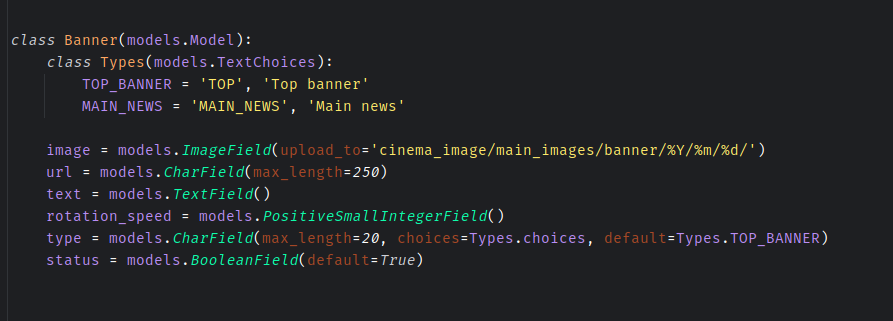 class Banner(models.Model):
    class Types(models.TextChoices):
        TOP_BANNER = 'TOP', 'Top banner'
        MAIN_NEWS = 'MAIN_NEWS', 'Main news'

    image = models.ImageField(upload_to='cinema_image/main_images/banner/%Y/%m/%d/')
    url = models.CharField(max_length=250)
    text = models.TextField()
    rotation_speed = models.PositiveSmallIntegerField()
    type = models.CharField(max_length=20, choices=Types.choices, default=Types.TOP_BANNER)
    status = models.BooleanField(default=True)